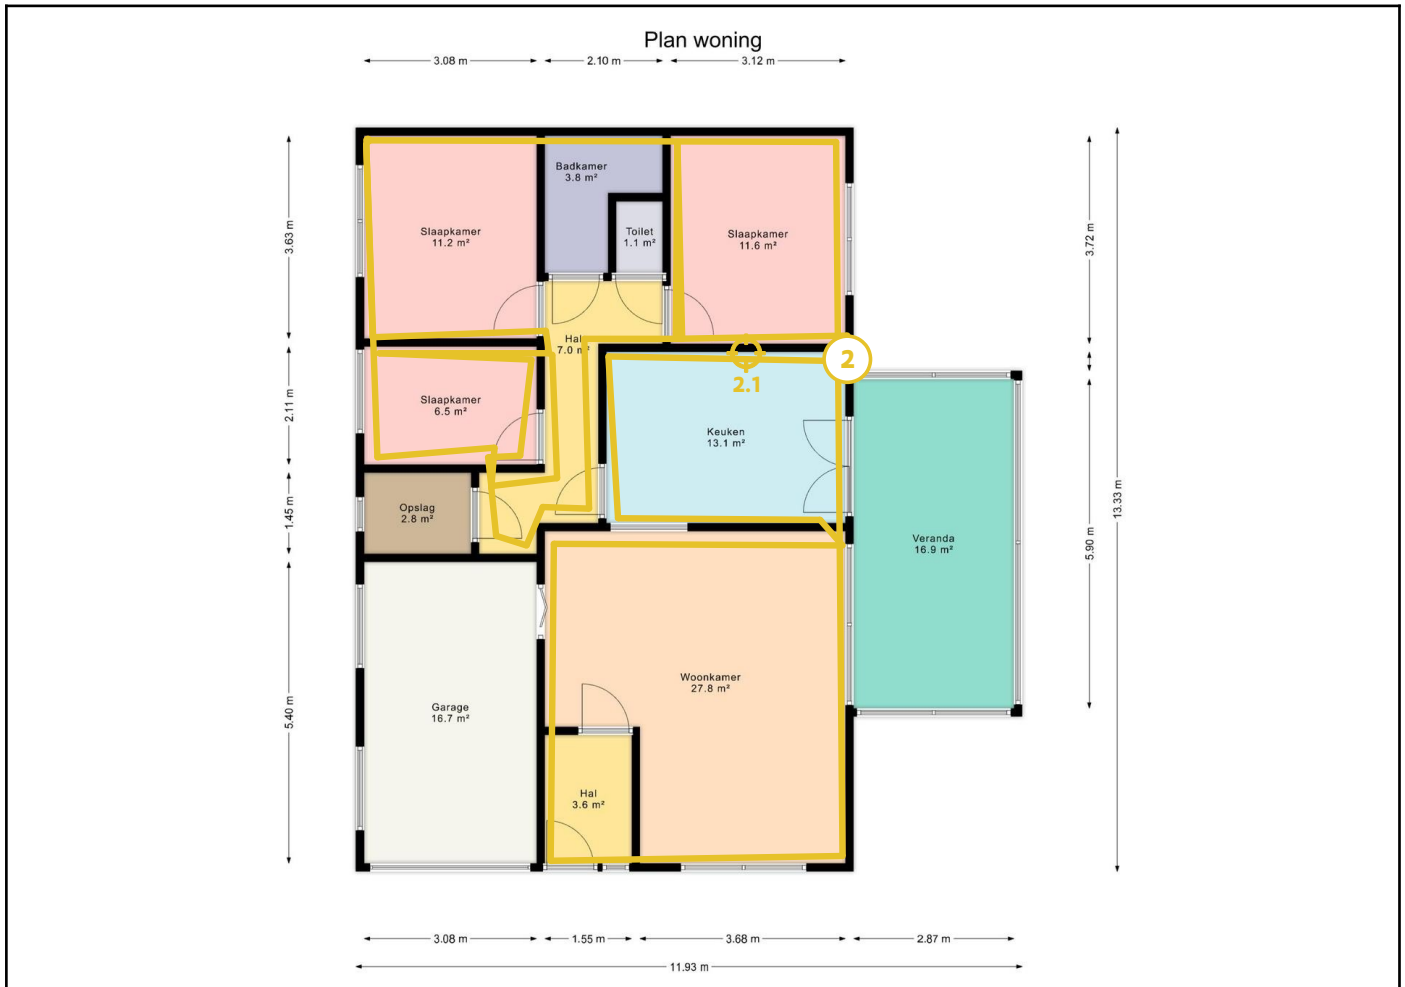 Plan woning
3.08 m
2.10 m
3.12 m
Badkamer
3.8 m²
Slaapkamer
11.2 m²
Toilet
1.1 m²
Slaapkamer
11.6 m²
3.63 m
3.72 m
Hal
7.0 m²
2
2.1
Slaapkamer
6.5 m²
2.11 m
Keuken
13.1 m²
Opslag
2.8 m²
1.45 m
13.33 m
Veranda
16.9 m²
5.90 m
Woonkamer
27.8 m²
Garage
16.7 m²
5.40 m
Hal
3.6 m²
3.08 m
1.55 m
3.68 m
2.87 m
11.93 m